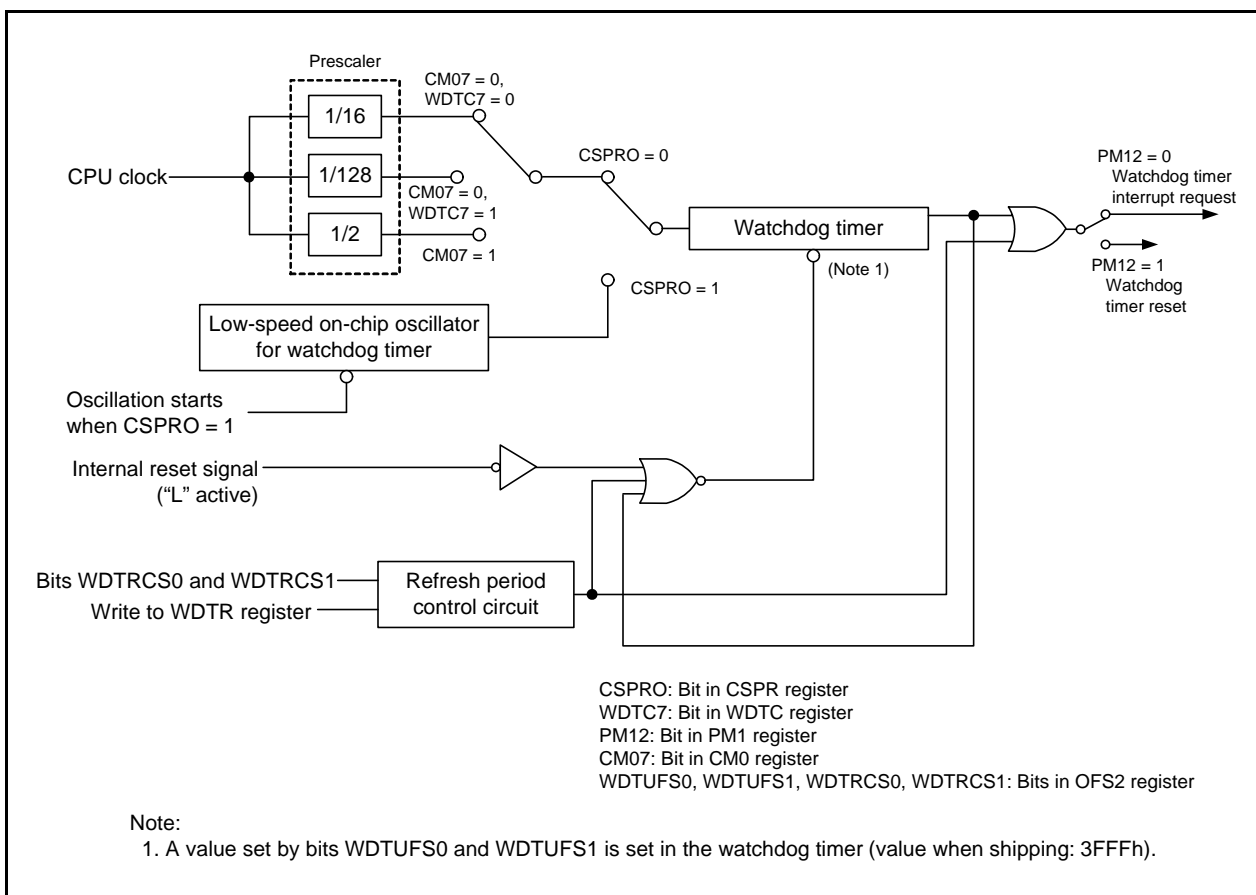 Prescaler
CM07 = 0,
WDTC7 = 0
1/16
CPU clock
1/128
CM07 = 0,
WDTC7 = 1
1/2
CM07 = 1
CSPRO = 0
CSPRO = 1
Watchdog timer
(Note 1)
PM12 = 0
Watchdog timer
interrupt request
PM12 = 1
Watchdog
timer reset
Low-speed on-chip oscillator
for watchdog timer
Oscillation starts
when CSPRO = 1
Internal reset signal
(“L” active)
Bits WDTRCS0 and WDTRCS1
Write to WDTR register
Refresh period
control circuit
CSPRO: Bit in CSPR register
WDTC7: Bit in WDTC register
PM12: Bit in PM1 register
CM07: Bit in CM0 register
WDTUFS0, WDTUFS1, WDTRCS0, WDTRCS1: Bits in OFS2 register
Note:
1. A value set by bits WDTUFS0 and WDTUFS1 is set in the watchdog timer (value when shipping: 3FFFh).